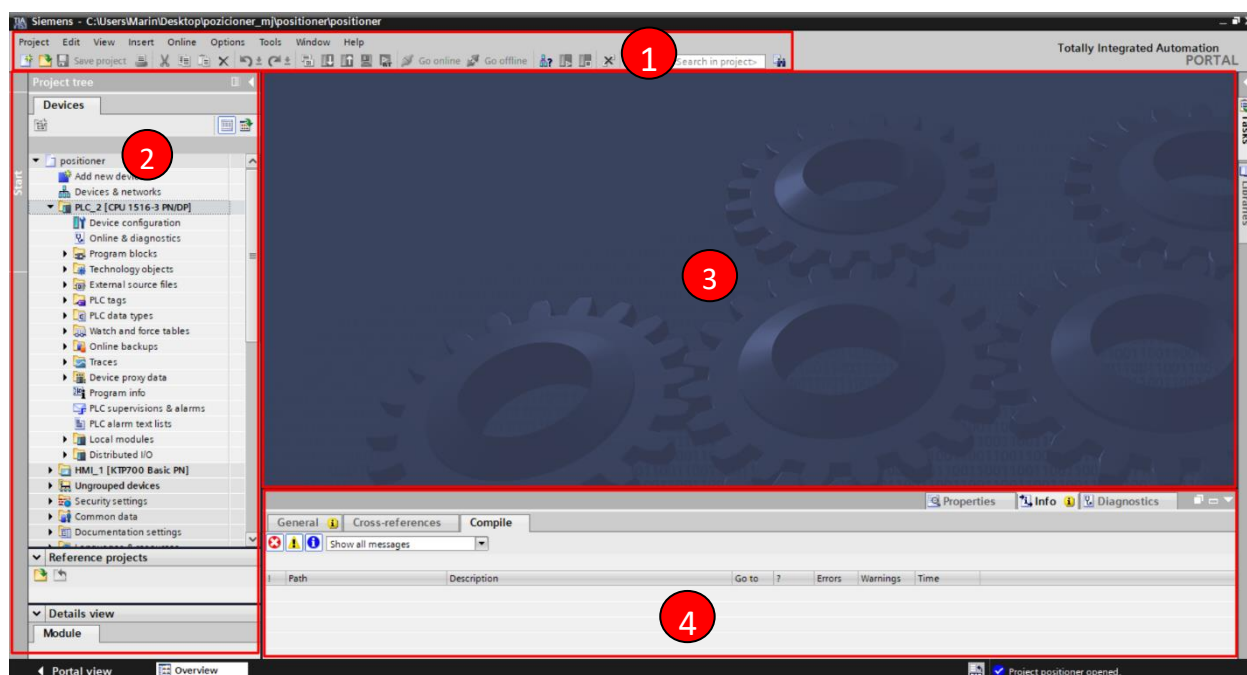 Siemens - C:\Users\Marin\Desktop\pozicioner_mj\positioner\positioner
Project Edit View Insert Online Options Tools Window Help
Totally Integrated Automation
PORTAL
Save project Go online Go offline Search in project>
1
Project tree
Devices
2
positioner
Add new devi
Devices & networks
PLC_2 [CPU 1516-3 PN/DP]
Device configuration
Online & diagnostics
Program blocks
Technology objects
External source files
PLC tags
PLC data types
Watch and force tables
Online backups
Traces
Device proxy data
Program info
PLC supervisions & alarms
PLC alarm text lists
Local modules
Distributed I/O
HMI_1 [KTP700 Basic PN]
Ungrouped devices
Security settings
Common data
Documentation settings
Languages & resources
Reference projects
Details view
Module
Start
3
Tasks
Libraries
Properties Info Diagnostics
General Cross-references Compile
Show all messages
! Path Description Go to ? Errors Warnings Time
4
Portal view Overview
Project positioner opened.